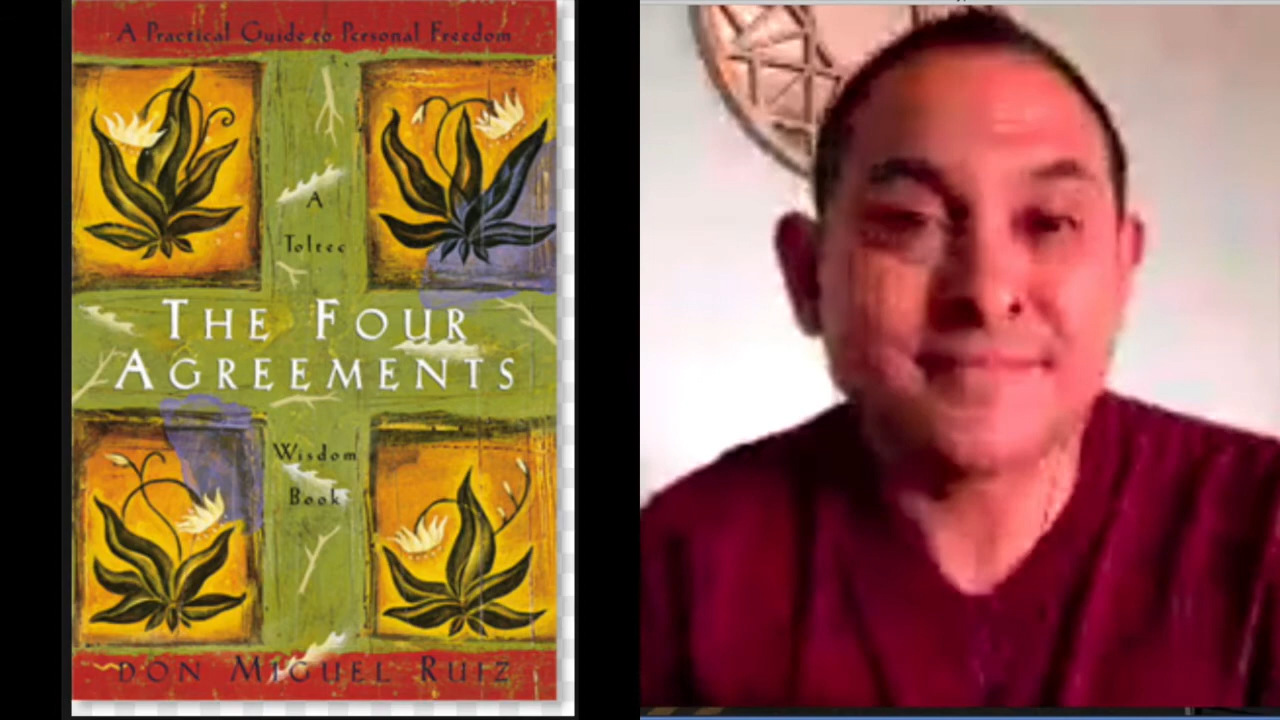 A Practical Guide to Personal Freedom
A
Toltec
THE FOUR
AGREEMENTS
Wisdom
Book
DON MIGUEL RUIZ